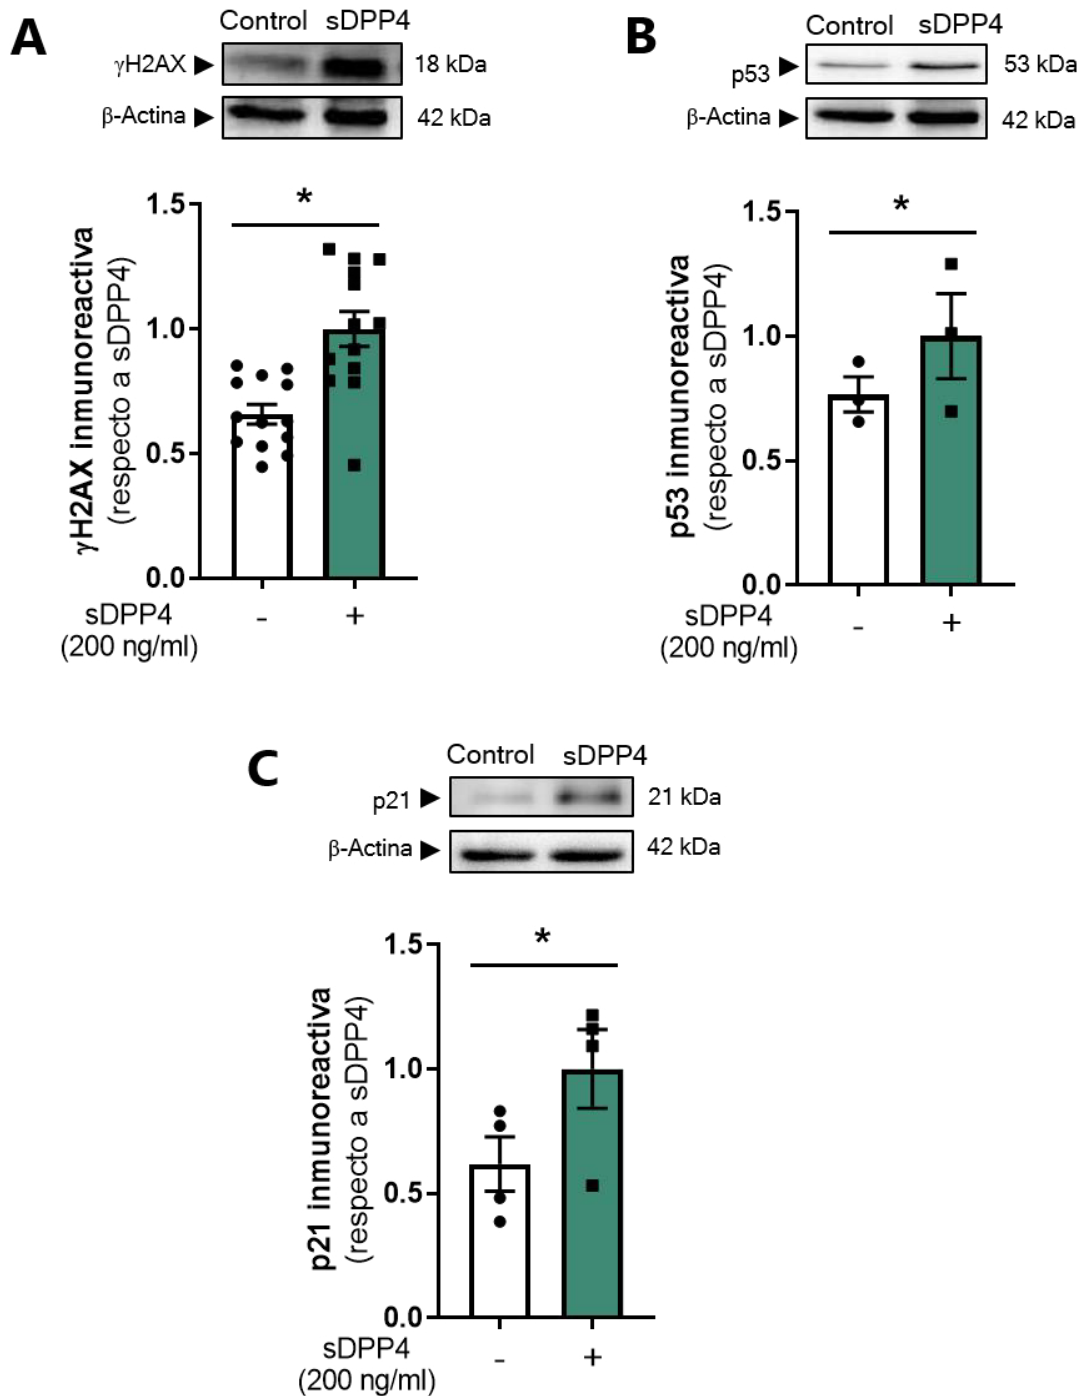 A
Control sDPP4
γH2AX 18 kDa
β-Actina 42 kDa
*
1.5
1.0
0.5
0.0
γH2AX inmunoreactiva
(respecto a sDPP4)
sDPP4 - +
(200 ng/ml)
B
Control sDPP4
p53 53 kDa
β-Actina 42 kDa
*
1.5
1.0
0.5
0.0
p53 inmunoreactiva
(respecto a sDPP4)
sDPP4 - +
(200 ng/ml)
C
Control sDPP4
p21 21 kDa
β-Actina 42 kDa
*
1.5
1.0
0.5
0.0
p21 inmunoreactiva
(respecto a sDPP4)
sDPP4 - +
(200 ng/ml)